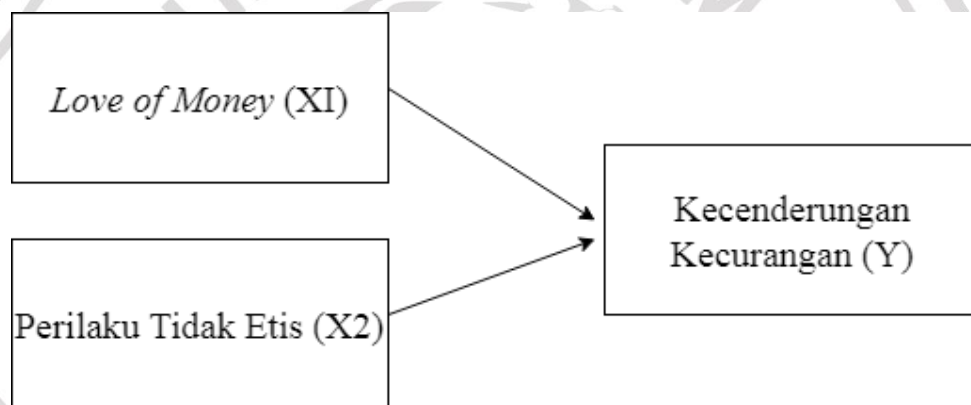 Love of Money (XI)
Kecenderungan
Kecurangan (Y)
Perilaku Tidak Etis (X2)